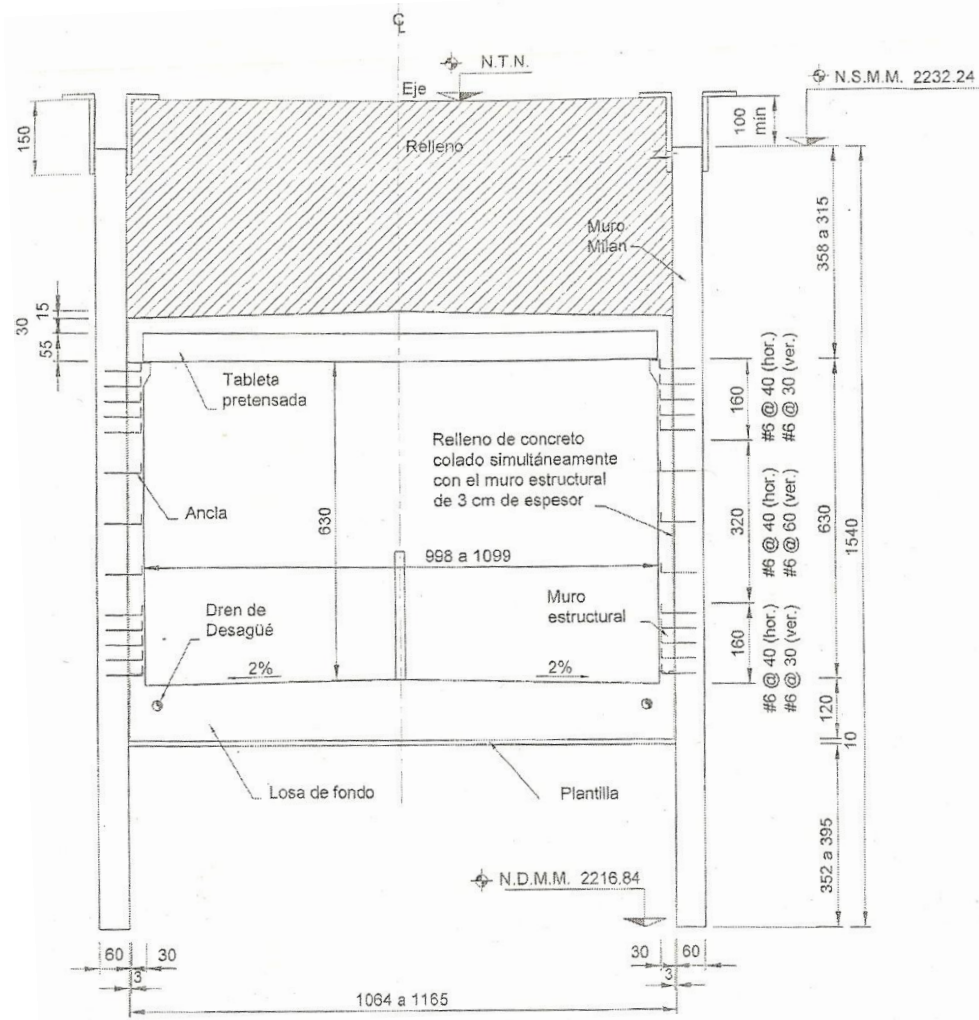 C̲L̲
N.T.N.
Eje
N.S.M.M. 2232.24
150
100
min
Relleno
Muro
Milan
358 a 315
30
15
55
Tableta
pretensada
160
#6 @ 40 (hor.)
#6 @ 30 (ver.)
Relleno de concreto
colado simultáneamente
con el muro estructural
de 3 cm de espesor
Ancla
630
320
#6 @ 40 (hor.)
#6 @ 60 (ver.)
630
1540
998 a 1099
Dren de
Desagüé
Muro
estructural
160
#6 @ 40 (hor.)
#6 @ 30 (ver.)
2%
2%
120
10
Losa de fondo
Plantilla
352 a 395
N.D.M.M. 2216.84
60
30
3
30
60
3
1064 a 1165